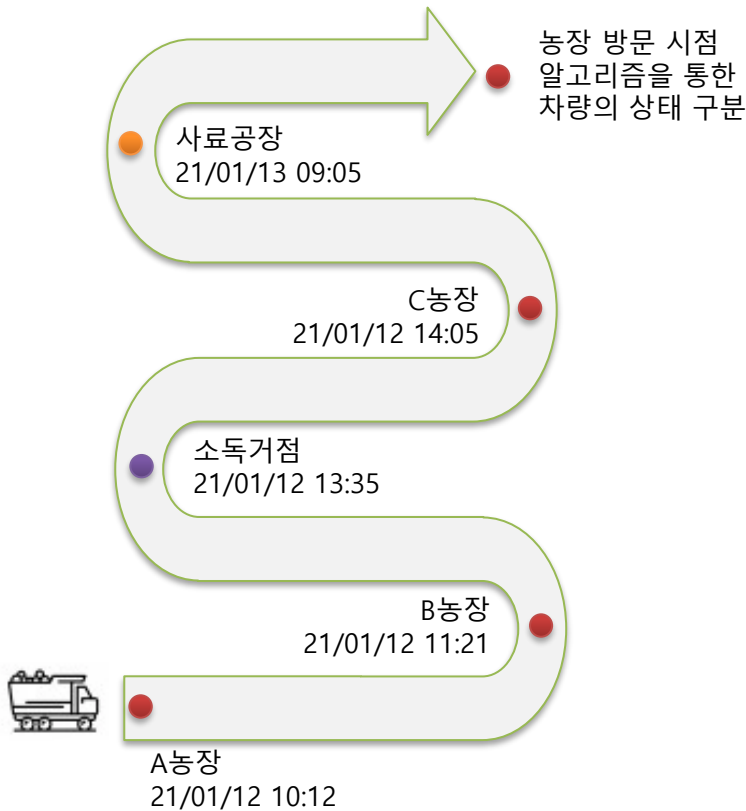 농장 방문 시점
알고리즘을 통한
차량의 상태 구분
사료공장
21/01/13 09:05
C농장
21/01/12 14:05
소독거점
21/01/12 13:35
B농장
21/01/12 11:21
A농장
21/01/12 10:12